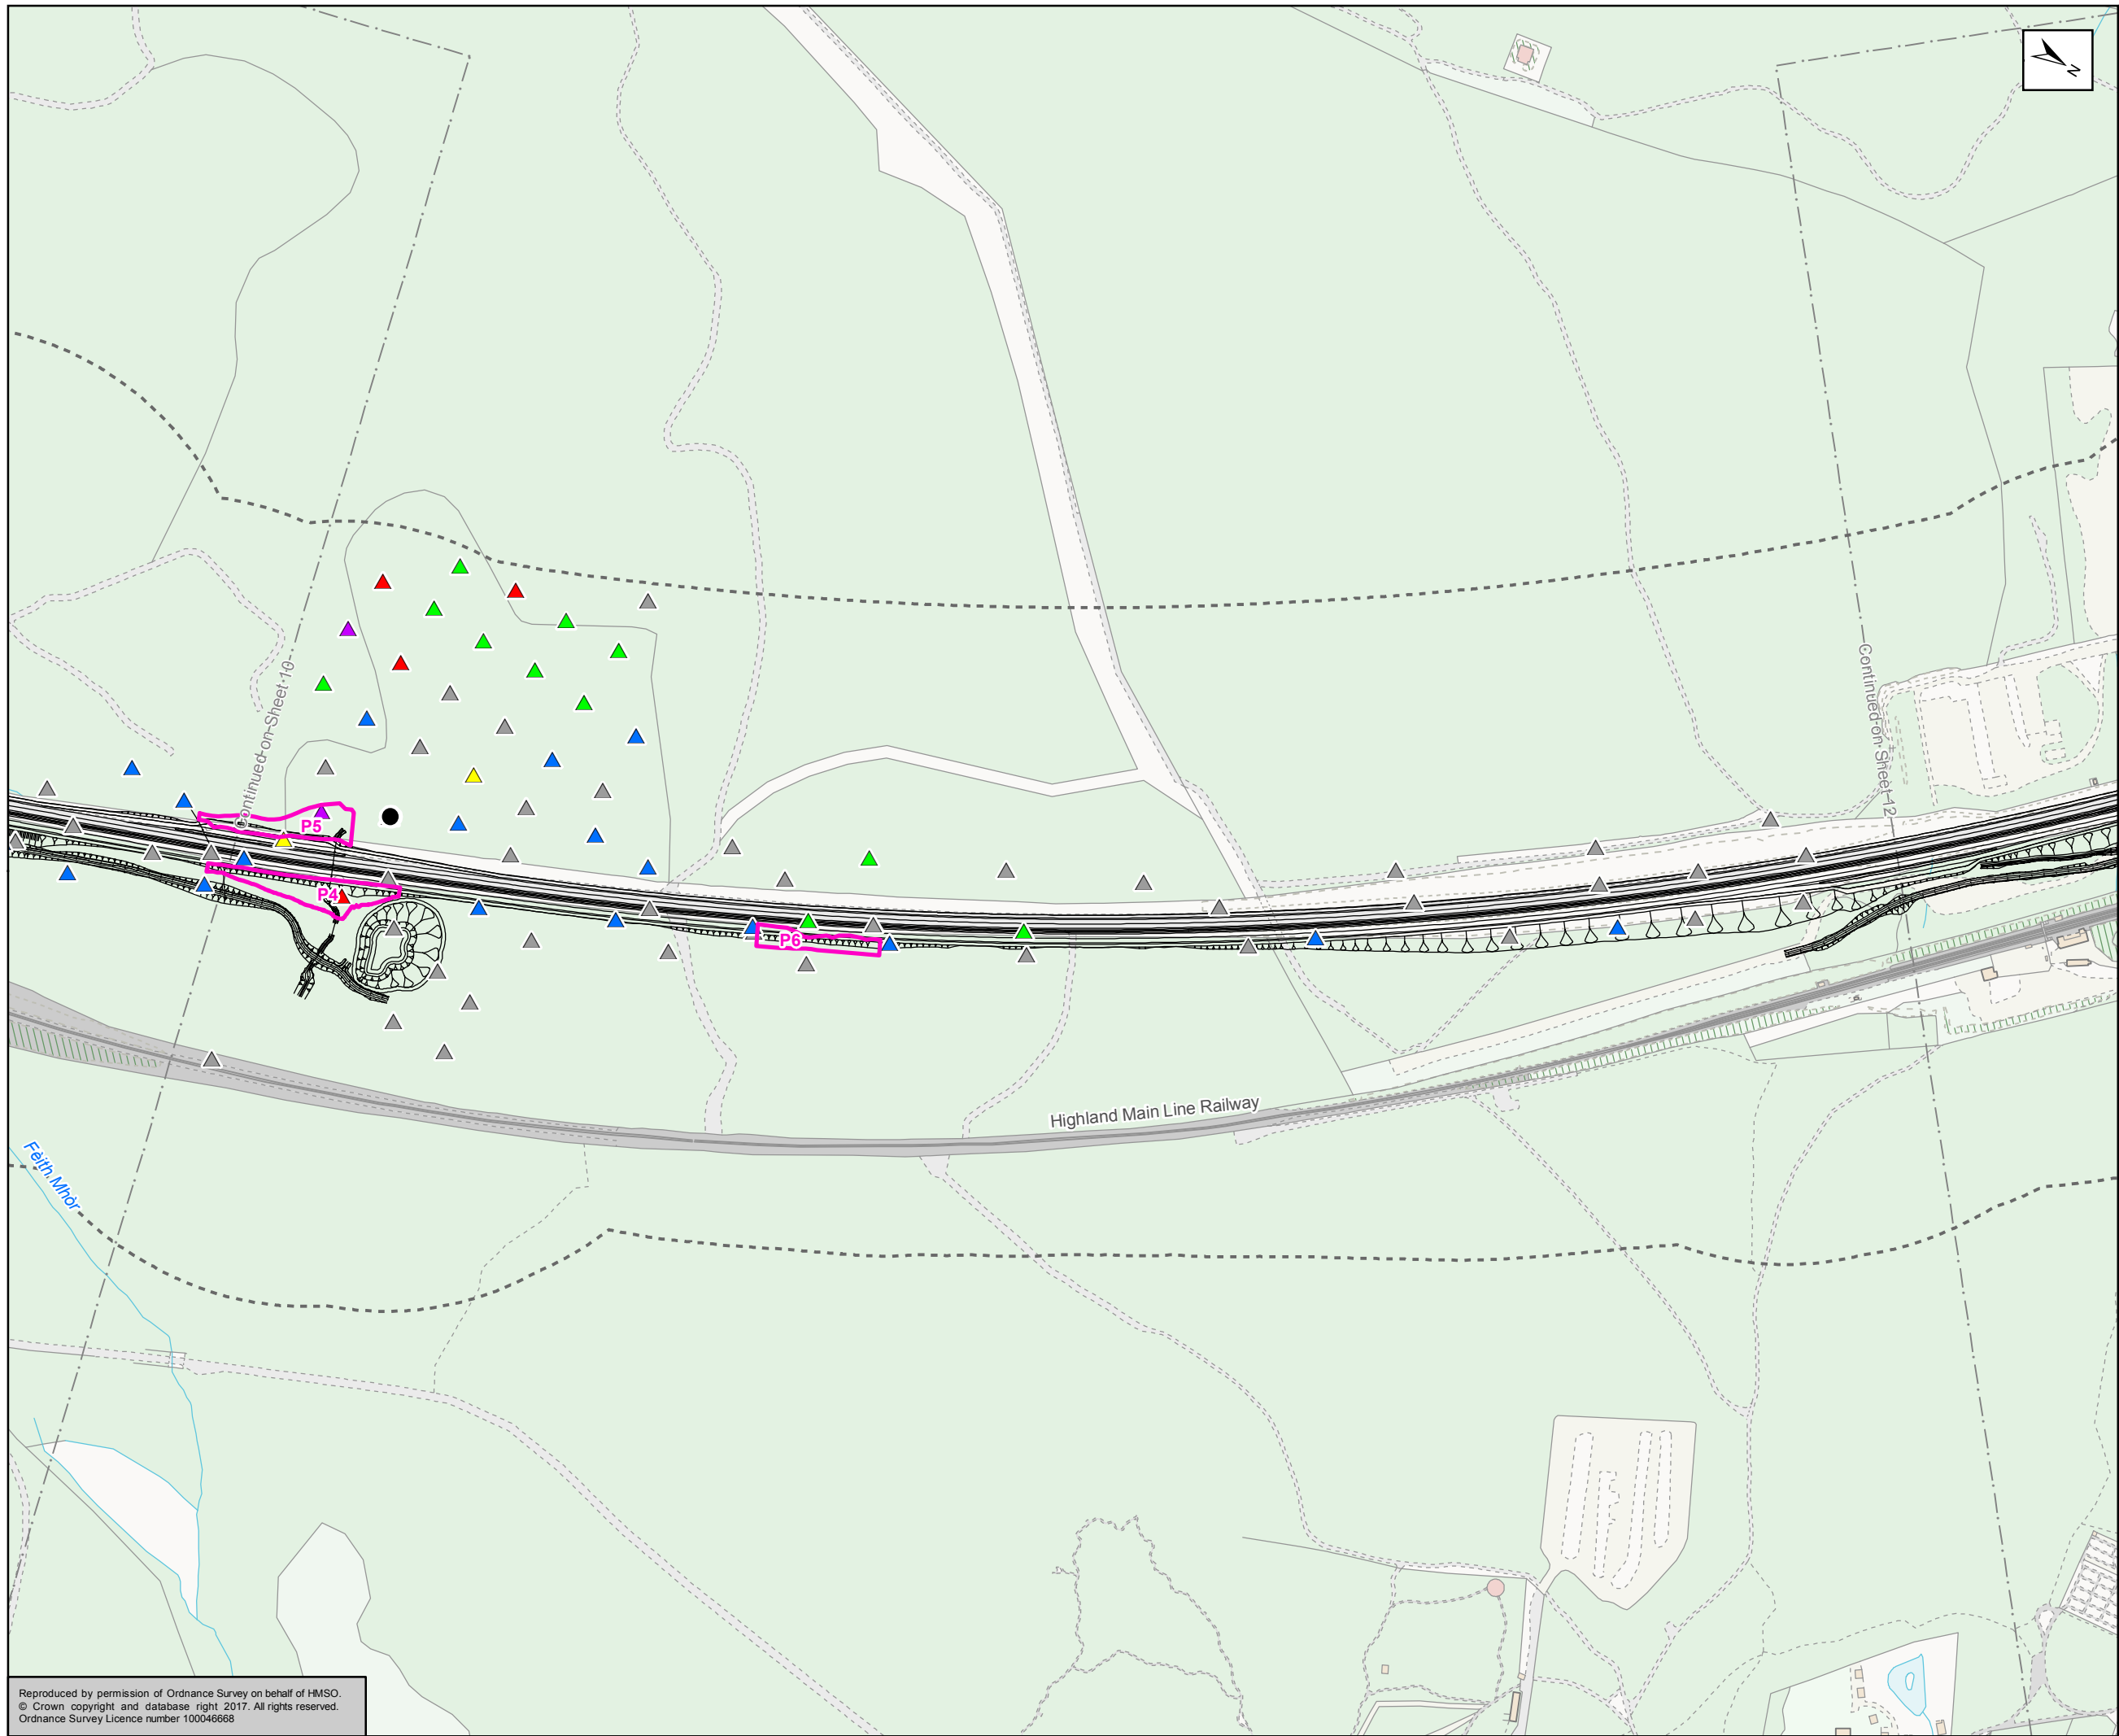 N
Continued on Sheet 10
Continued on Sheet 12
P5
P4
P6
Highland Main Line Railway
Fèith Mhòr
Reproduced by permission of Ordnance Survey on behalf of HMSO.
© Crown copyright and database right 2017. All rights reserved.
Ordnance Survey Licence number 100046668